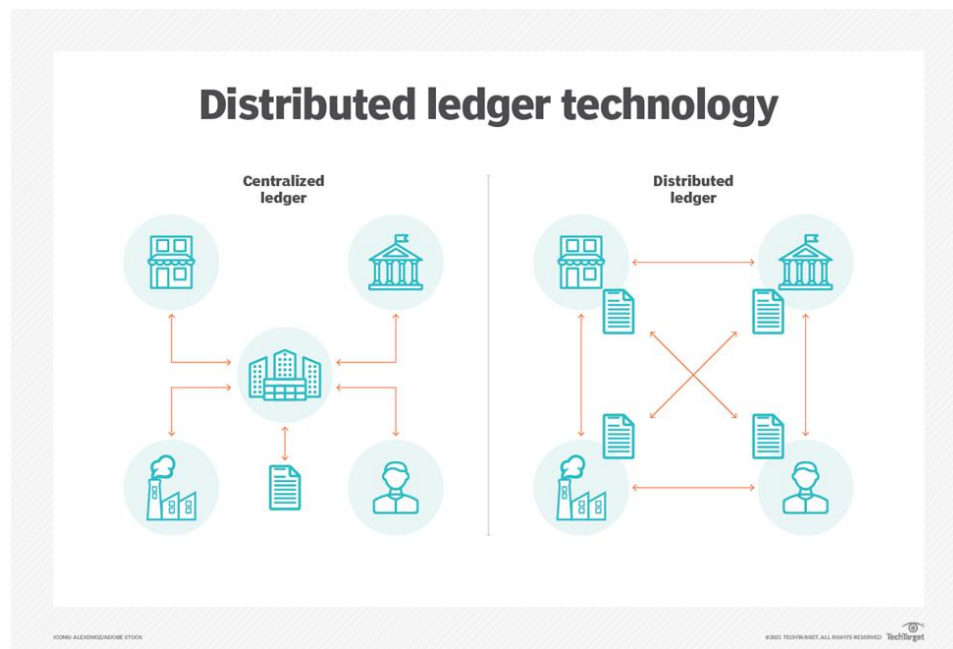 Distributed ledger technology
Centralized
ledger
Distributed
ledger
ICONS: ALEXDNDZ/ADOBE STOCK
©2021 TECHTARGET. ALL RIGHTS RESERVED TechTarget